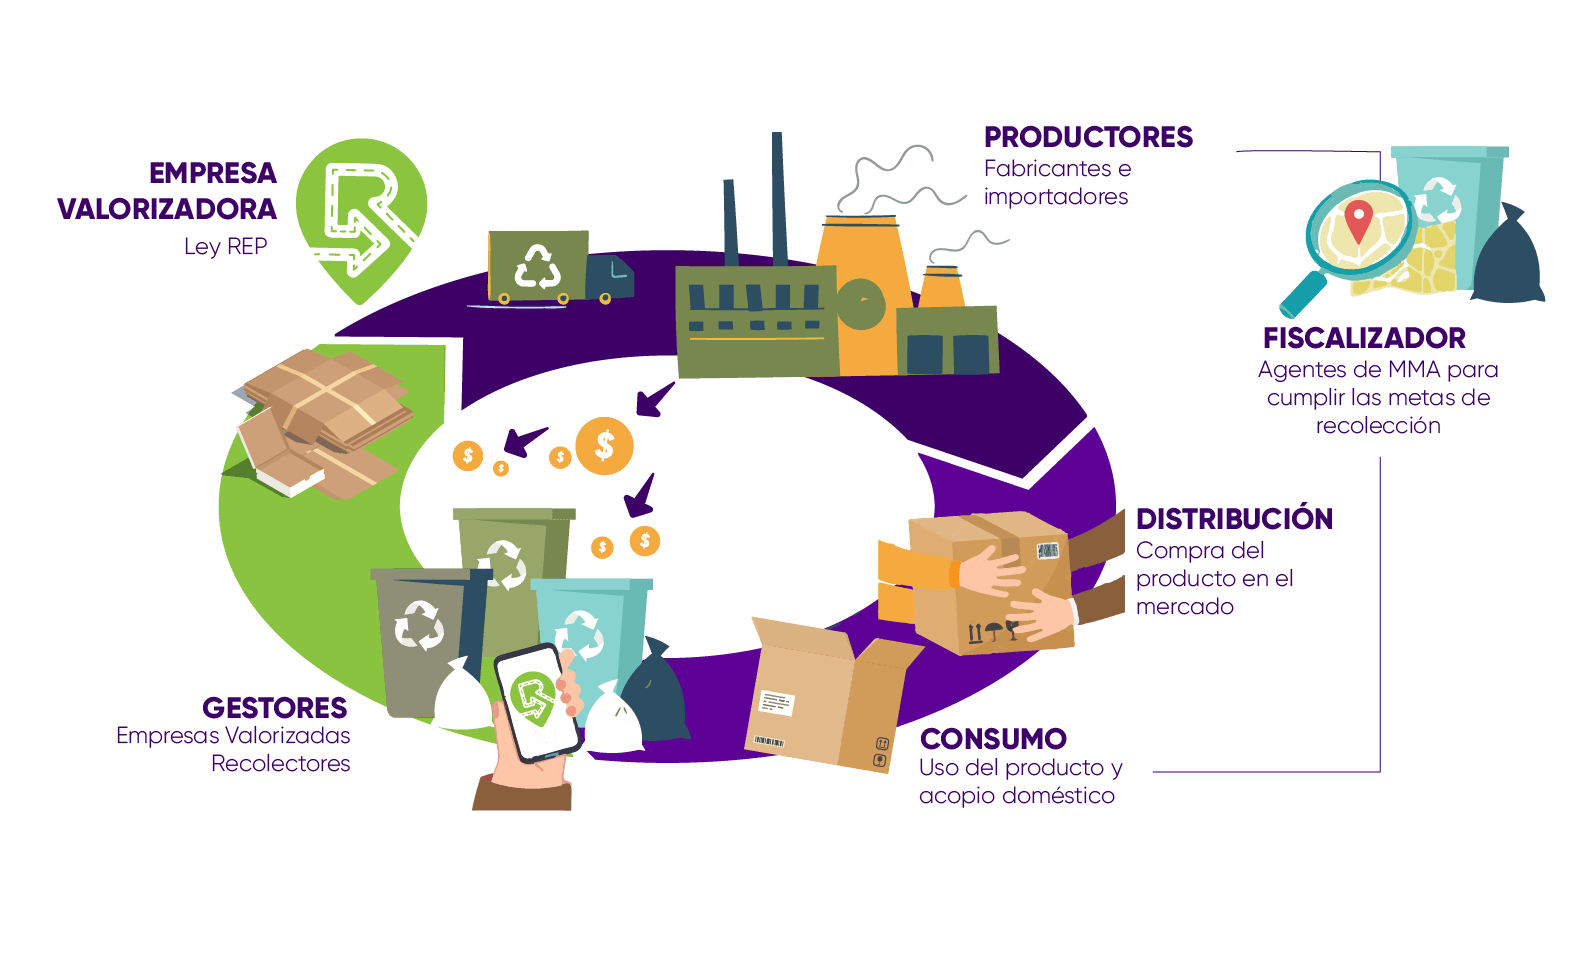 EMPRESA
VALORIZADORA
Ley REP
PRODUCTORES
Fabricantes e
importadores
FISCALIZADOR
Agentes de MMA para
cumplir las metas de
recolección
DISTRIBUCIÓN
Compra del
producto en el
mercado
CONSUMO
Uso del producto y
acopio doméstico
GESTORES
Empresas Valorizadas
Recolectores
$
$
$
$
$
$